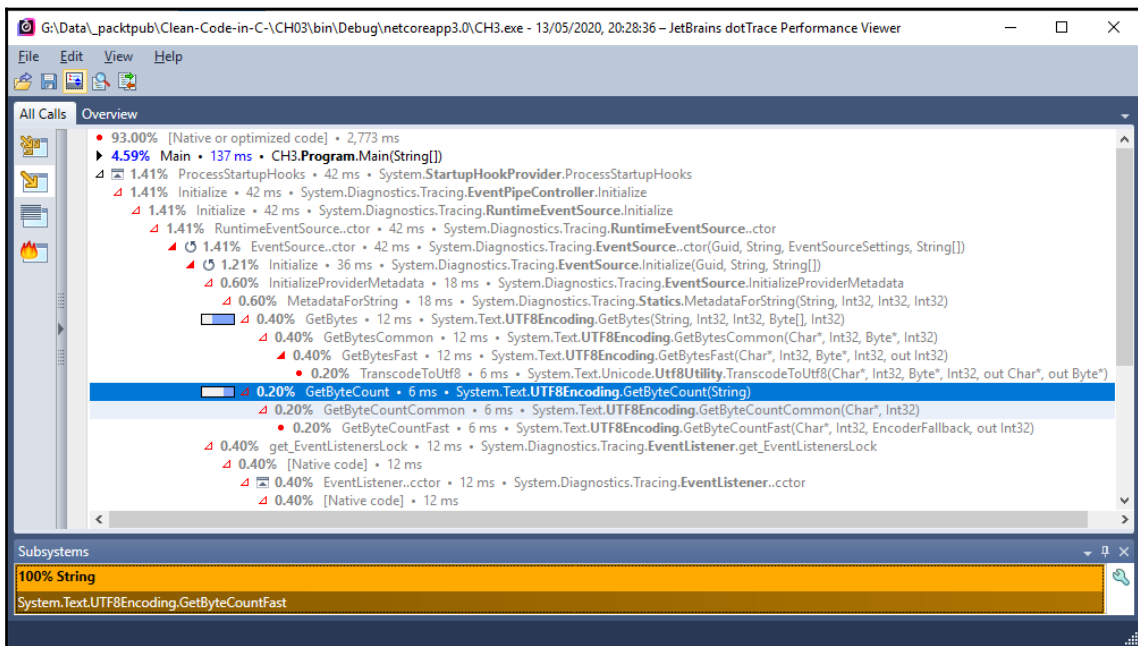 G:\Data\_packtpub\Clean-Code-in-C-\CH03\bin\Debug\netcoreapp3.0\CH3.exe - 13/05/2020, 20:28:36 – JetBrains dotTrace Performance Viewer
File Edit View Help
All Calls Overview
93.00% [Native or optimized code] • 2,773 ms
4.59% Main • 137 ms • CH3.Program.Main(String[])
1.41% ProcessStartupHooks • 42 ms • System.StartupHookProvider.ProcessStartupHooks
1.41% Initialize • 42 ms • System.Diagnostics.Tracing.EventPipeController.Initialize
1.41% Initialize • 42 ms • System.Diagnostics.Tracing.RuntimeEventSource.Initialize
1.41% RuntimeEventSource..ctor • 42 ms • System.Diagnostics.Tracing.RuntimeEventSource..ctor
1.41% EventSource..ctor • 42 ms • System.Diagnostics.Tracing.EventSource..ctor(Guid, String, EventSourceSettings, String[])
1.21% Initialize • 36 ms • System.Diagnostics.Tracing.EventSource.Initialize(Guid, String, String[])
0.60% InitializeProviderMetadata • 18 ms • System.Diagnostics.Tracing.EventSource.InitializeProviderMetadata
0.60% MetadataForString • 18 ms • System.Diagnostics.Tracing.Statics.MetadataForString(String, Int32, Int32, Int32)
0.40% GetBytes • 12 ms • System.Text.UTF8Encoding.GetBytes(String, Int32, Int32, Byte[], Int32)
0.40% GetBytesCommon • 12 ms • System.Text.UTF8Encoding.GetBytesCommon(Char*, Int32, Byte*, Int32)
0.40% GetBytesFast • 12 ms • System.Text.UTF8Encoding.GetBytesFast(Char*, Int32, Byte*, Int32, out Int32)
0.20% TranscodeToUtf8 • 6 ms • System.Text.Unicode.Utf8Utility.TranscodeToUtf8(Char*, Int32, Byte*, Int32, out Char*, out Byte*)
0.20% GetByteCount • 6 ms • System.Text.UTF8Encoding.GetByteCount(String)
0.20% GetByteCountCommon • 6 ms • System.Text.UTF8Encoding.GetByteCountCommon(Char*, Int32)
0.20% GetByteCountFast • 6 ms • System.Text.UTF8Encoding.GetByteCountFast(Char*, Int32, EncoderFallback, out Int32)
0.40% get_EventListenersLock • 12 ms • System.Diagnostics.Tracing.EventListener.get_EventListenersLock
0.40% [Native code] • 12 ms
0.40% EventListener..cctor • 12 ms • System.Diagnostics.Tracing.EventListener..cctor
0.40% [Native code] • 12 ms
Subsystems
100% String
System.Text.UTF8Encoding.GetByteCountFast